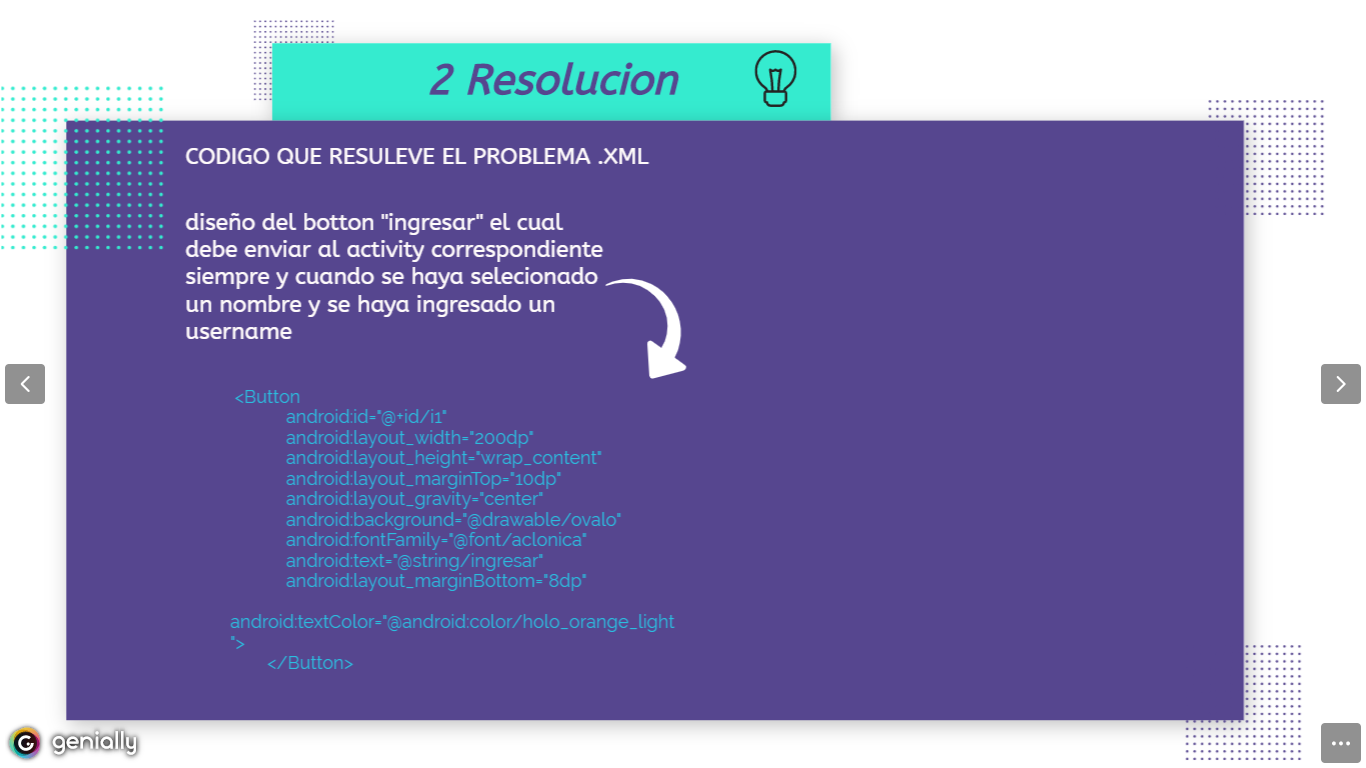 2 Resolucion
CODIGO QUE RESULEVE EL PROBLEMA .XML
diseño del botton "ingresar" el cual
debe enviar al activity correspondiente
siempre y cuando se haya selecionado
un nombre y se haya ingresado un
username
<Button
android:id="@+id/i1"
android:layout_width="200dp"
android:layout_height="wrap_content"
android:layout_marginTop="10dp"
android:layout_gravity="center"
android:background="@drawable/ovalo"
android:fontFamily="@font/aclonica"
android:text="@string/ingresar"
android:layout_marginBottom="8dp"
android:textColor="@android:color/holo_orange_light
">
</Button>
genially